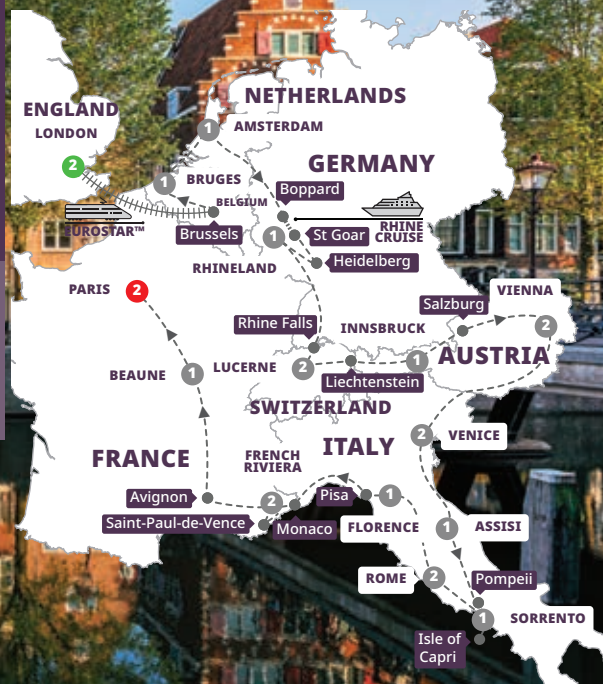 ENGLAND
LONDON
2
NETHERLANDS
1
AMSTERDAM
GERMANY
1
BRUGES
BELGIUM
Boppard
EUROSTAR™
Brussels
St Goar
RHINE
CRUISE
1
RHINELAND
Heidelberg
PARIS
2
Salzburg
VIENNA
2
Rhine Falls
INNSBRUCK
1
AUSTRIA
BEAUNE
1
LUCERNE
2
Liechtenstein
SWITZERLAND
2
VENICE
FRANCE
FRENCH
RIVIERA
ITALY
Avignon
2
Pisa
1
Saint-Paul-de-Vence
Monaco
FLORENCE
1
ASSISI
ROME
2
Pompeii
1
SORRENTO
Isle of
Capri